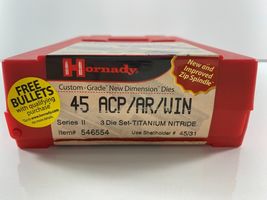 Hornady
New and
Improved
Zip Spindle
FREE
BULLETS
with qualifying
purchase
Custom-Grade New Dimension Dies
45 ACP/AR/WIN
Series II 3 Die Set-TITANIUM NITRIDE
Item# 546554 Use Shellholder # 45/31